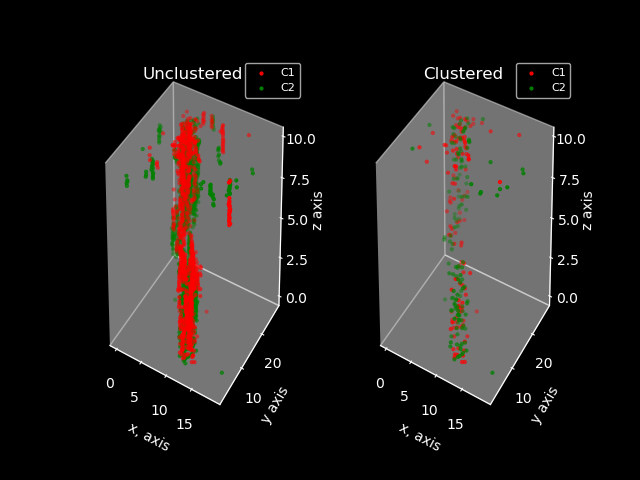 Unclustered
C1
C2
10.0
7.5
5.0
2.5
0.0
z axis
0
5
10
15
x, axis
10
20
y axis
Clustered
C1
C2
10.0
7.5
5.0
2.5
0.0
z axis
0
5
10
15
x, axis
10
20
y axis